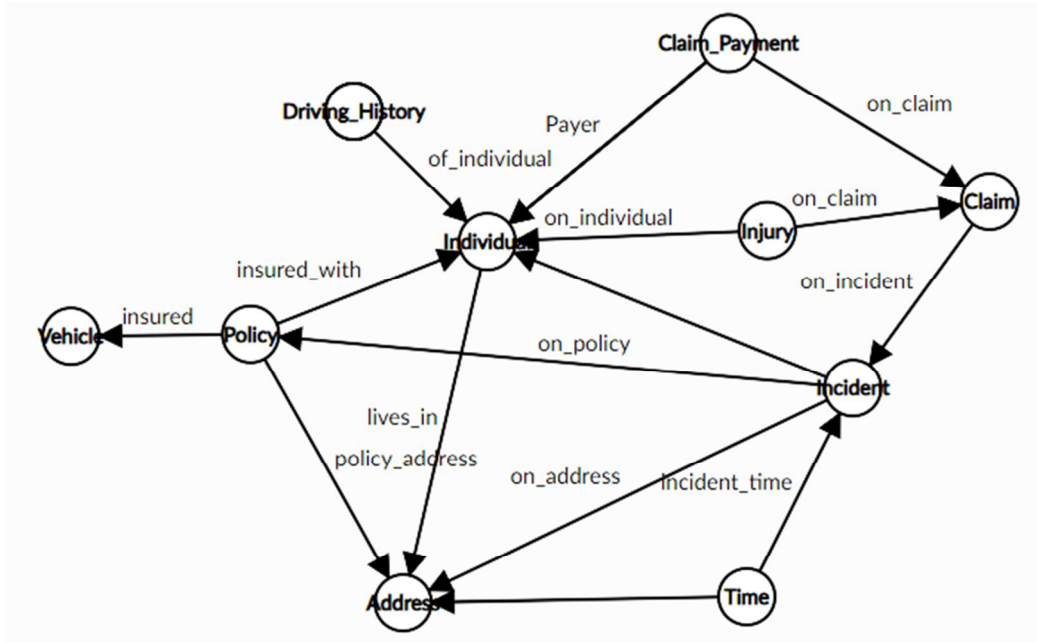 Claim_Payment
Driving_History
on_claim
Payer
of_individual
on_claim
Claim
on_individual
Injury
Individual
insured_with
on_incident
insured
Vehicle
Policy
on_policy
Incident
lives_in
policy_address
on_address
Incident_time
Address
Time